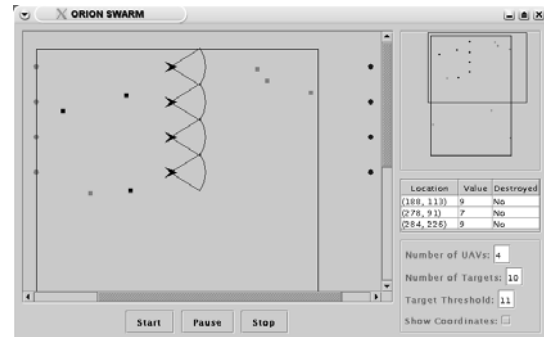 X ORION SWARM
Location Value Destroyed
(188, 113) 9 No
(278, 91) 7 No
(284, 226) 9 No
Number of UAVs: 4
Number of Targets: 10
Target Threshold: 11
Show Coordinates:
Start Pause Stop